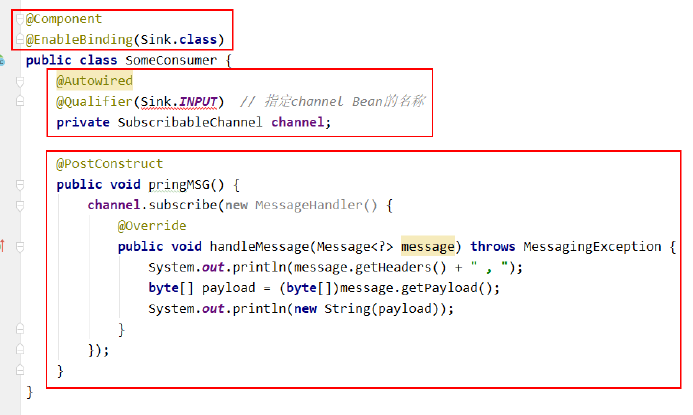 @Component
@EnableBinding(Sink.class)
public class SomeConsumer {
@Autowired
@Qualifier(Sink.INPUT) // 指定channel Bean的名称
private SubscribableChannel channel;
@PostConstruct
public void pringMSG() {
channel.subscribe(new MessageHandler() {
@Override
public void handleMessage(Message<?> message) throws MessagingException {
System.out.println(message.getHeaders() + " , ");
byte[] payload = (byte[])message.getPayload();
System.out.println(new String(payload));
}
});
}
}